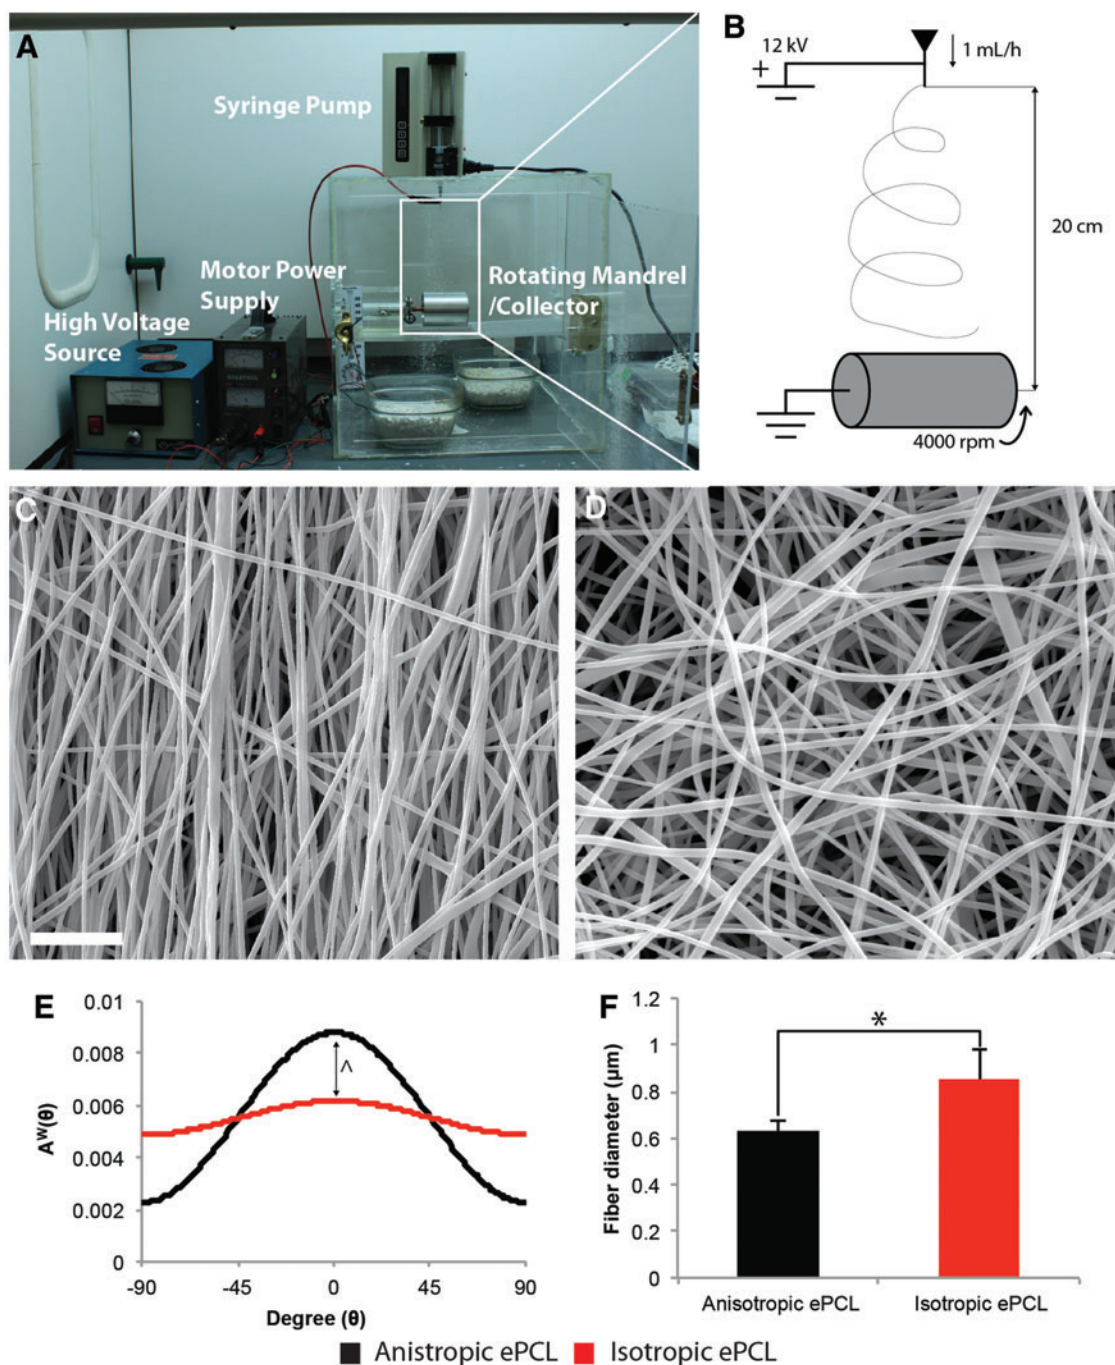 A
Syringe Pump
Motor Power
Supply
High Voltage
Source
Rotating Mandrel
/Collector
B
12 kV
+
1 mL/h
20 cm
4000 rpm
C
D
E
0.01
0.008
0.006
0.004
0.002
0
-90
-45
0
45
90
A^W(θ)
Degree (θ)
^
F
1.2
1
0.8
0.6
0.4
0.2
0
Fiber diameter (µm)
*
Anisotropic ePCL
Isotropic ePCL
Anistropic ePCL
Isotropic ePCL